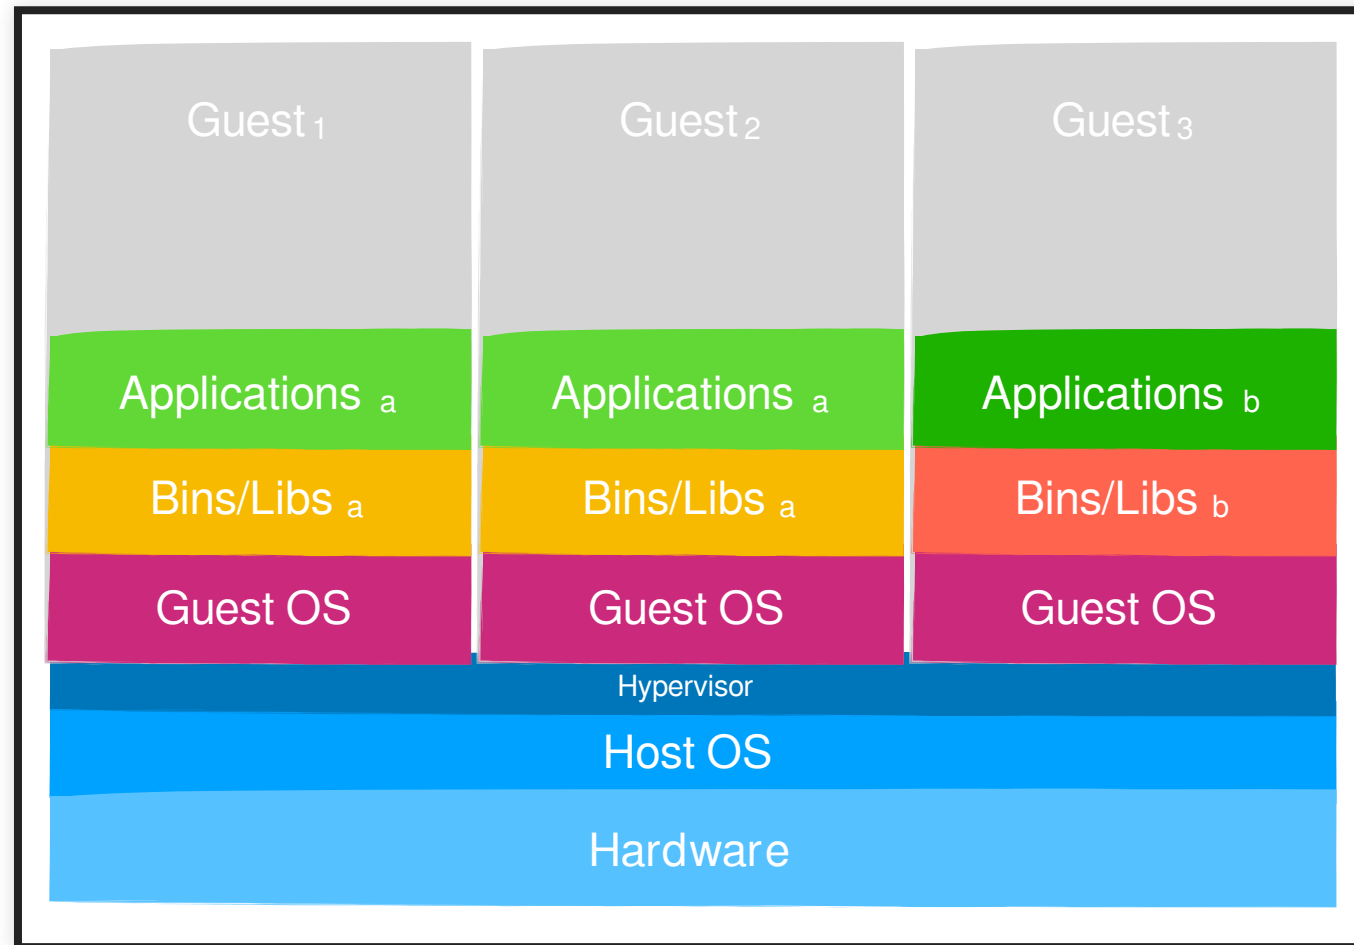 Guest 1 Guest 2 Guest 3
Applications a Applications a Applications b
Bins/Libs a Bins/Libs a Bins/Libs b
Guest OS Guest OS Guest OS
Hypervisor
Host OS
Hardware